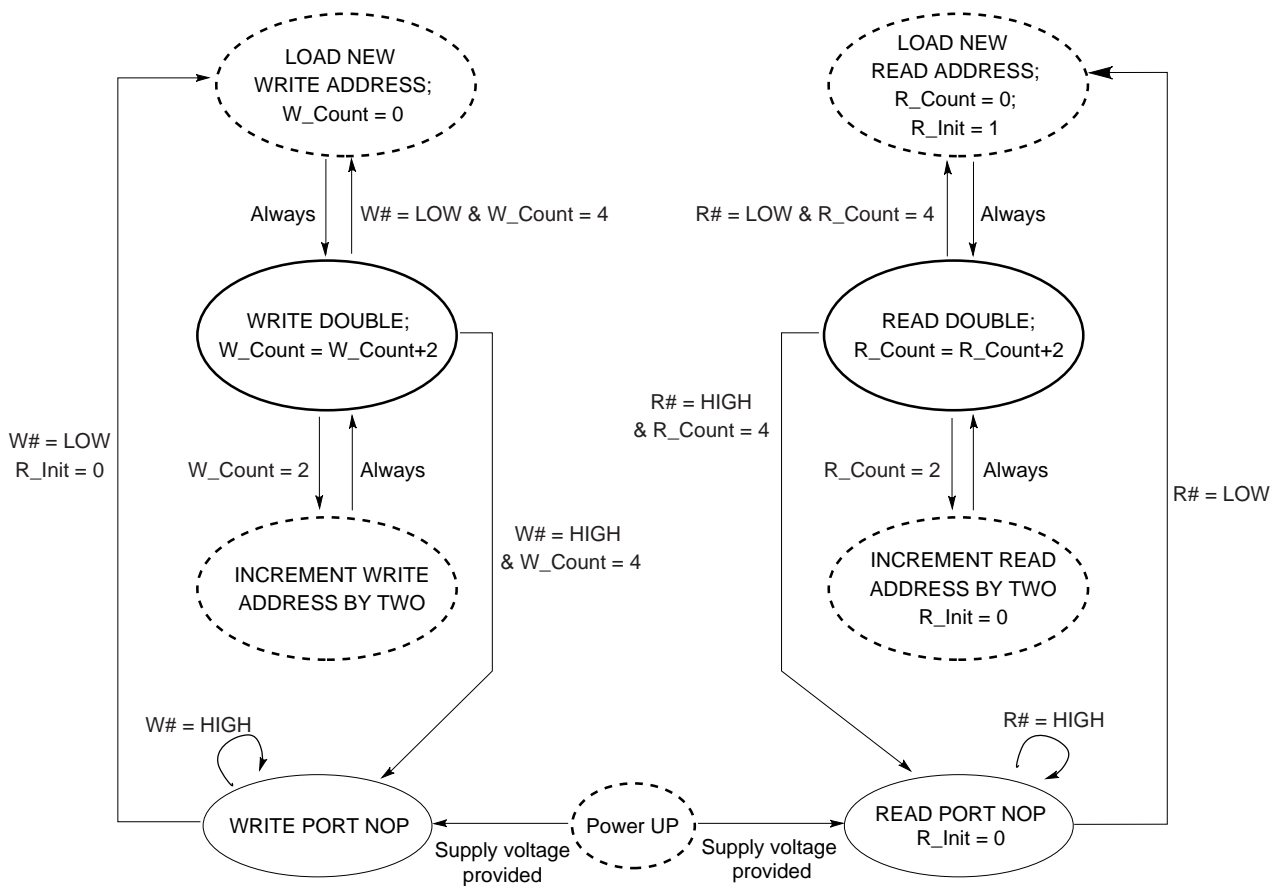 LOAD NEW
WRITE ADDRESS;
W_Count = 0
LOAD NEW
READ ADDRESS;
R_Count = 0;
R_Init = 1
Always
W# = LOW & W_Count = 4
R# = LOW & R_Count = 4
Always
WRITE DOUBLE;
W_Count = W_Count+2
READ DOUBLE;
R_Count = R_Count+2
W# = LOW
R_Init = 0
W_Count = 2
Always
R# = HIGH
& R_Count = 4
R_Count = 2
Always
R# = LOW
W# = HIGH
& W_Count = 4
INCREMENT WRITE
ADDRESS BY TWO
INCREMENT READ
ADDRESS BY TWO
R_Init = 0
W# = HIGH
R# = HIGH
WRITE PORT NOP
Power UP
READ PORT NOP
R_Init = 0
Supply voltage
provided
Supply voltage
provided